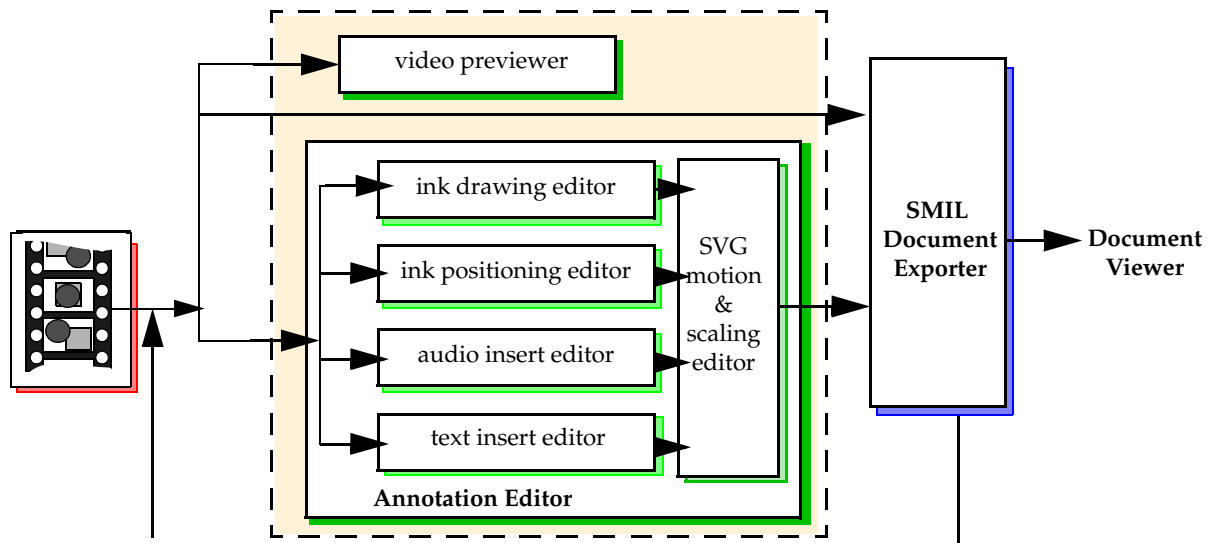 video previewer
ink drawing editor
ink positioning editor
audio insert editor
text insert editor
SVG
motion
&
scaling
editor
Annotation Editor
SMIL
Document
Exporter
Document
Viewer